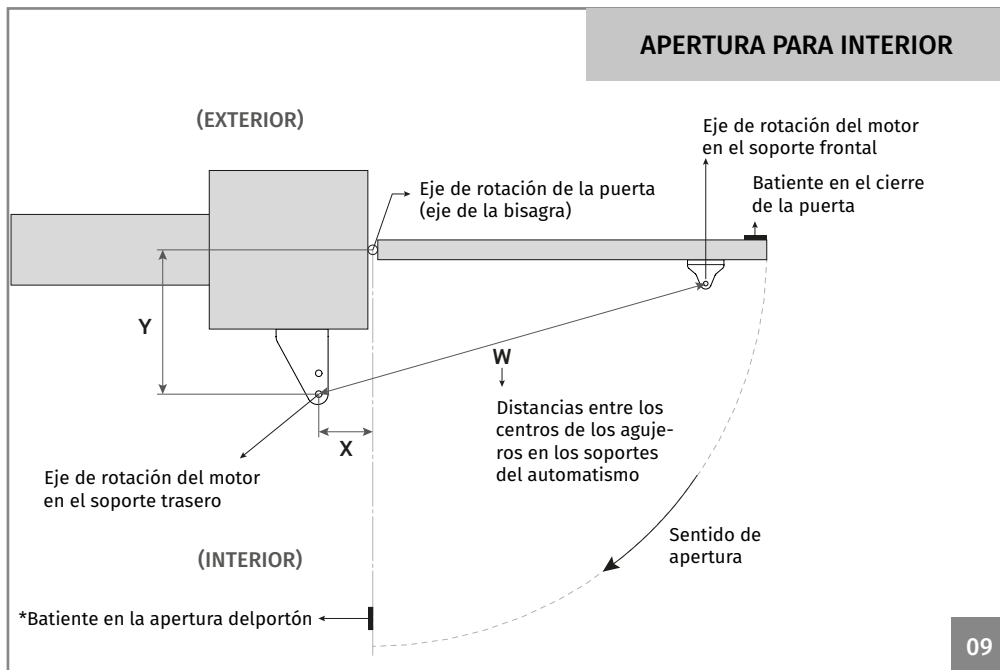 APERTURA PARA INTERIOR
(EXTERIOR)
Eje de rotación del motor
en el soporte frontal
Eje de rotación de la puerta
(eje de la bisagra)
Batiente en el cierre
de la puerta
Y
W
Distancias entre los
centros de los aguje-
ros en los soportes
del automatismo
X
Eje de rotación del motor
en el soporte trasero
Sentido de
apertura
(INTERIOR)
*Batiente en la apertura delportón
09